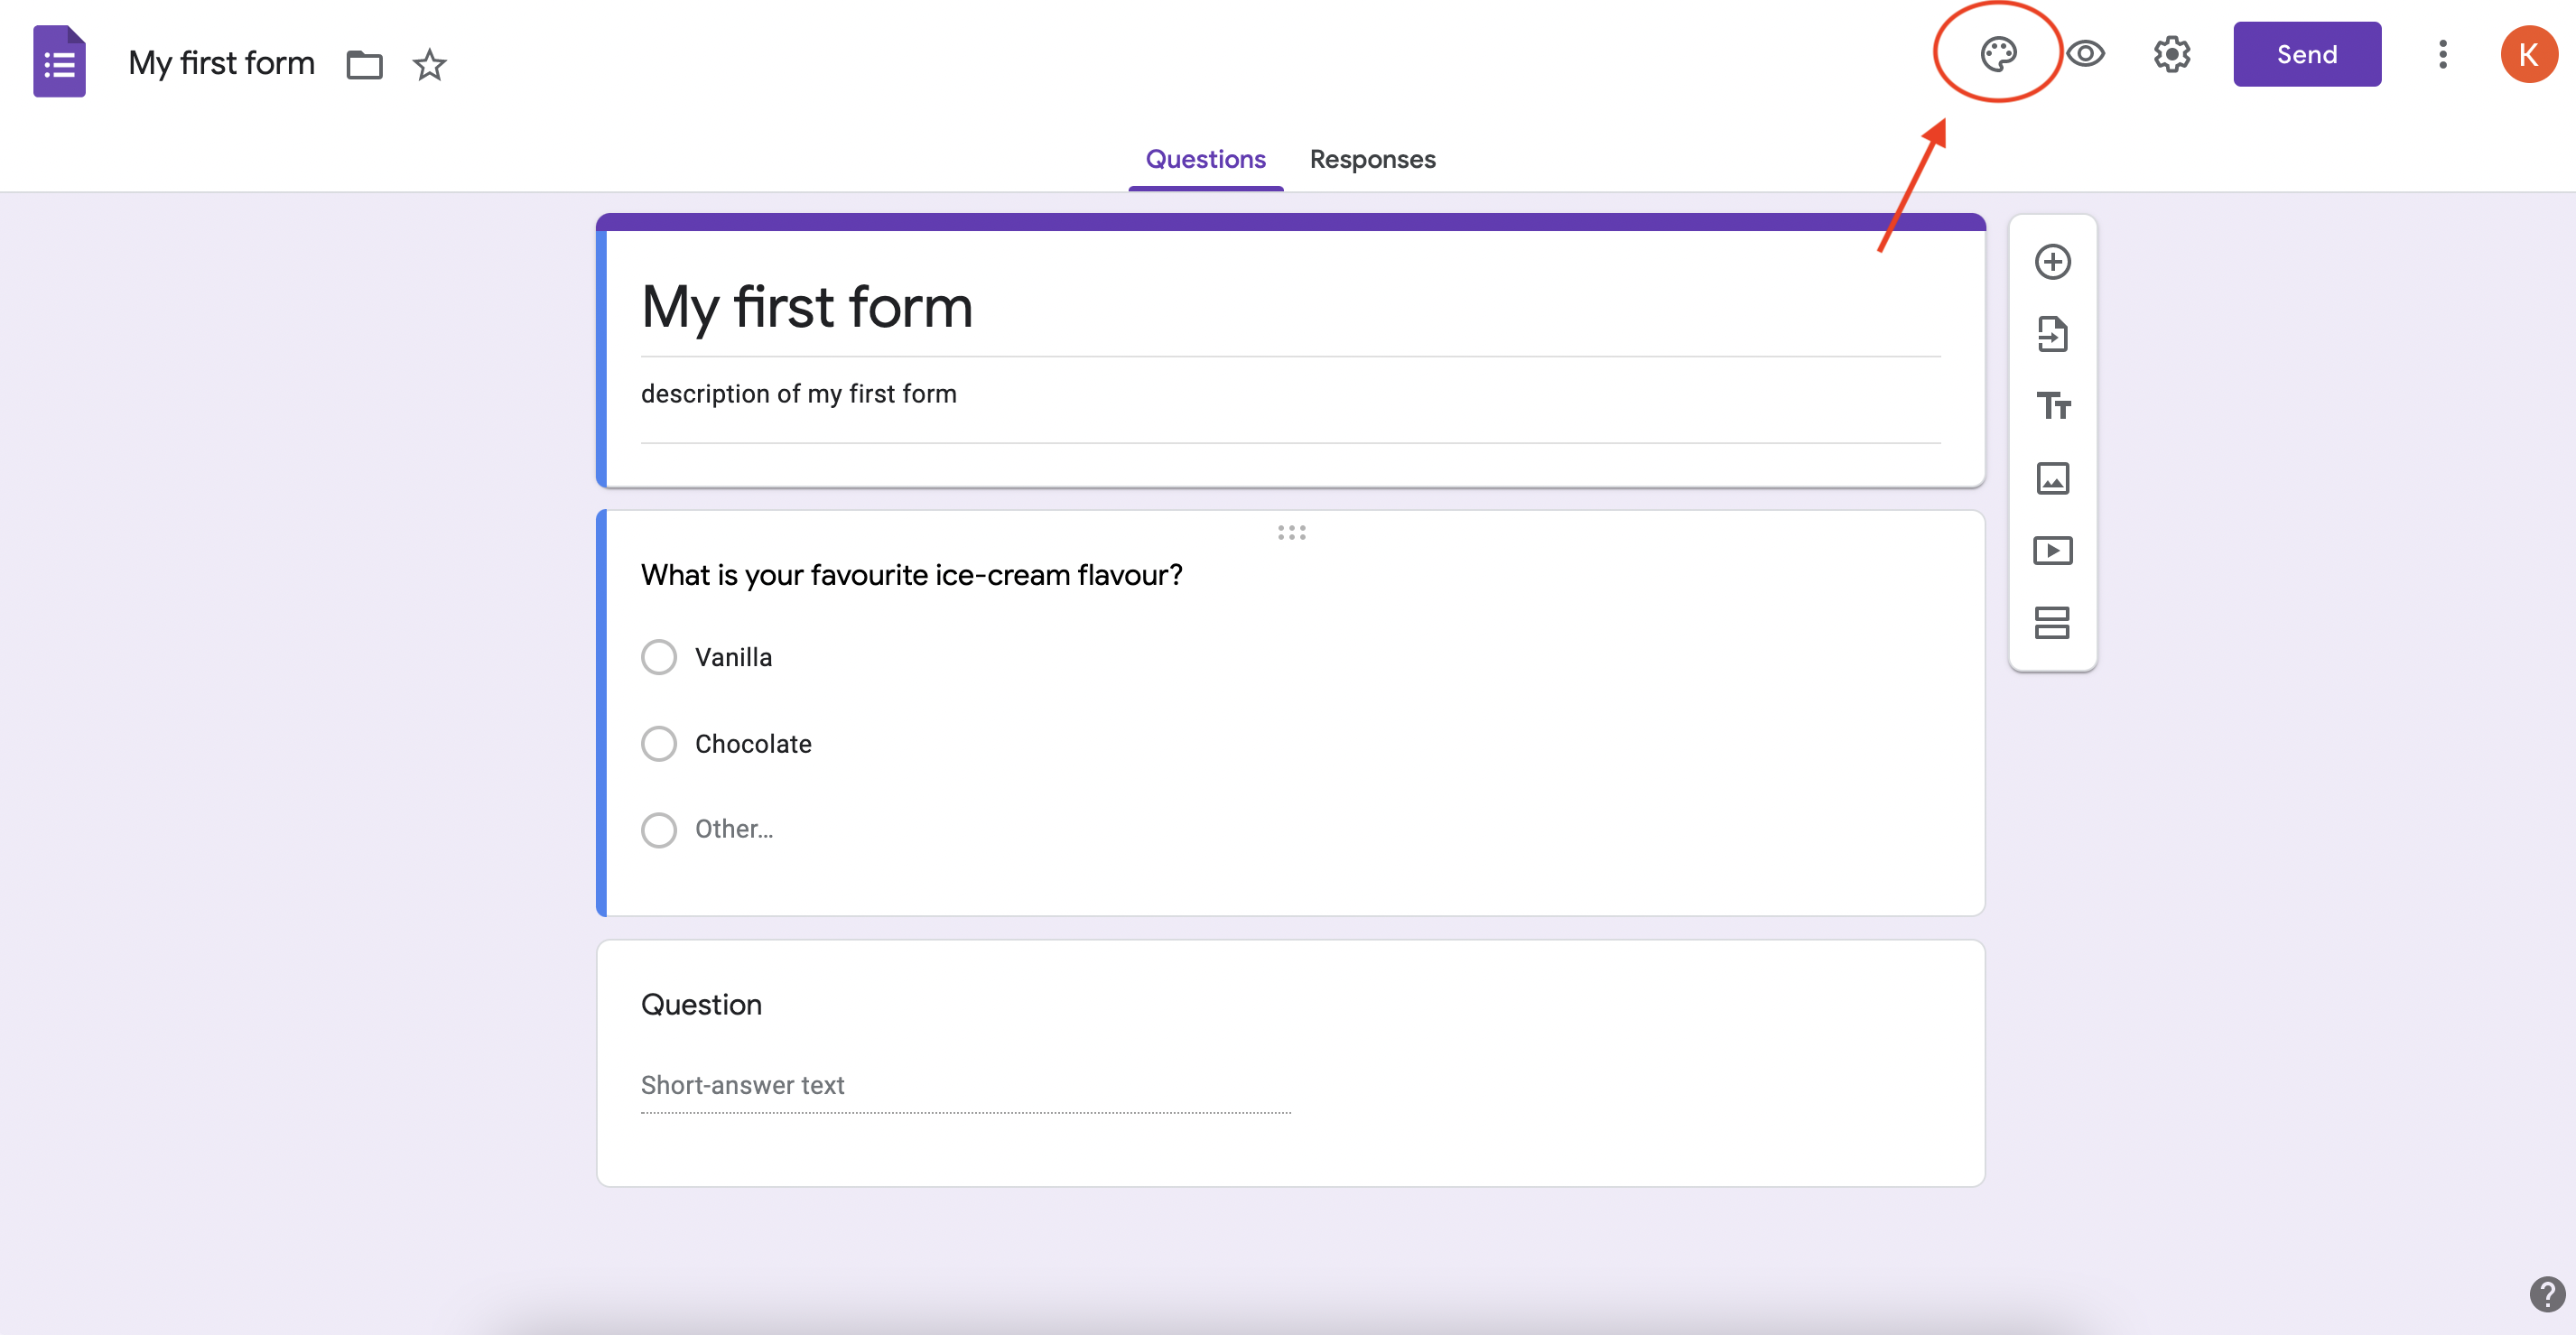 My first form
Send
K
Questions
Responses
My first form
description of my first form
What is your favourite ice-cream flavour?
Vanilla
Chocolate
Other...
Question
Short-answer text
?